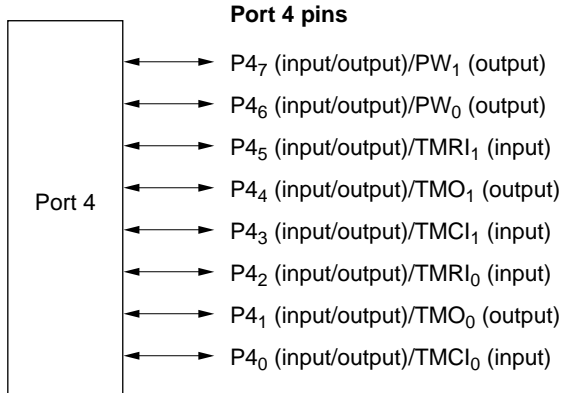 Port 4 pins
P4₇ (input/output)/PW₁ (output)
P4₆ (input/output)/PW₀ (output)
P4₅ (input/output)/TMRI₁ (input)
Port 4
P4₄ (input/output)/TMO₁ (output)
P4₃ (input/output)/TMCI₁ (input)
P4₂ (input/output)/TMRI₀ (input)
P4₁ (input/output)/TMO₀ (output)
P4₀ (input/output)/TMCI₀ (input)